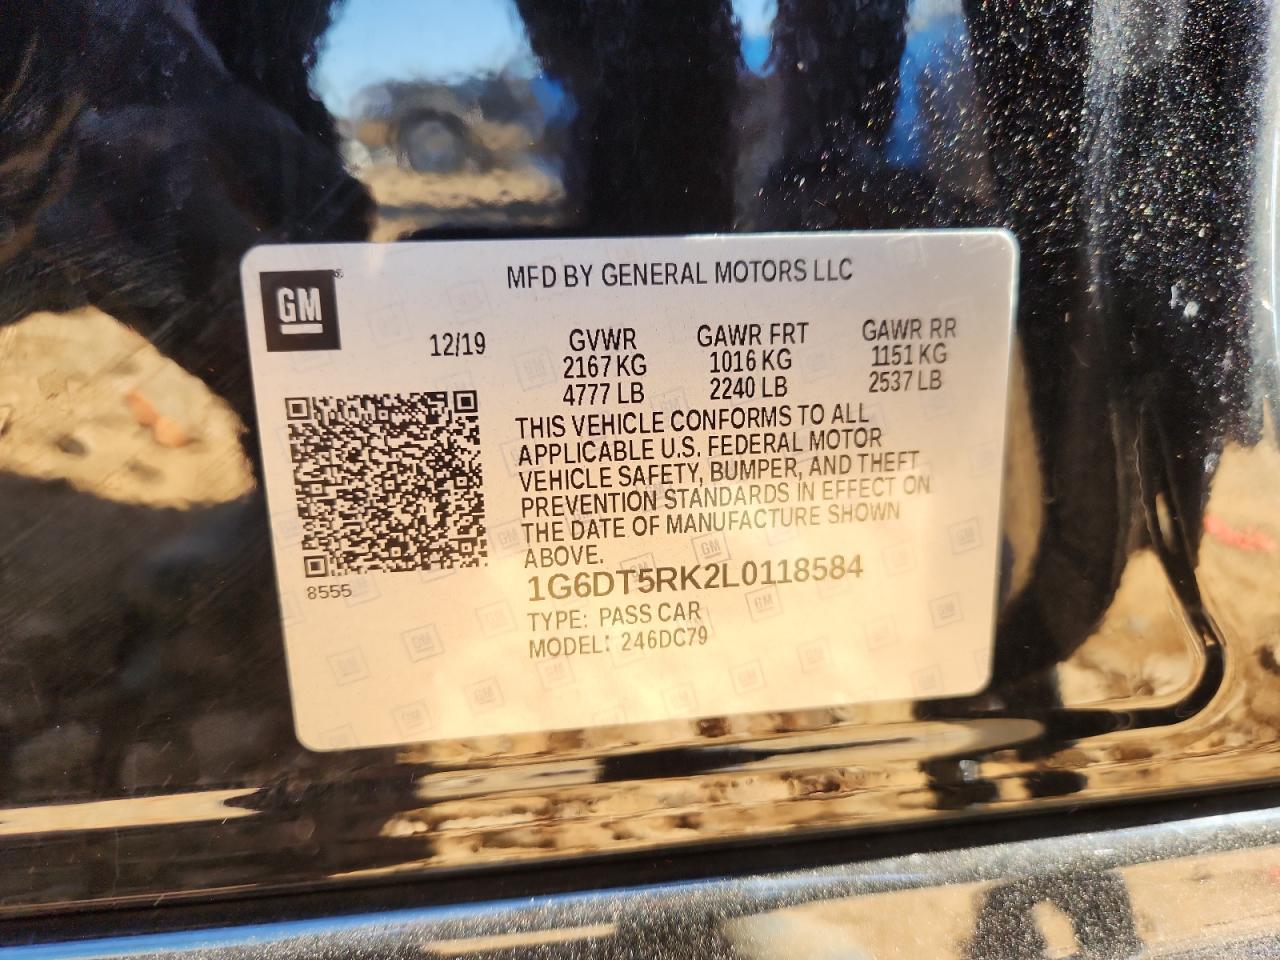 GM
MFD BY GENERAL MOTORS LLC
12/19 GVWR GAWR FRT GAWR RR
2167 KG 1016 KG 1151 KG
4777 LB 2240 LB 2537 LB
THIS VEHICLE CONFORMS TO ALL
APPLICABLE U.S. FEDERAL MOTOR
VEHICLE SAFETY, BUMPER, AND THEFT
PREVENTION STANDARDS IN EFFECT ON
THE DATE OF MANUFACTURE SHOWN
ABOVE.
8555
1G6DT5RK2L0118584
TYPE: PASS CAR
MODEL: 246DC79